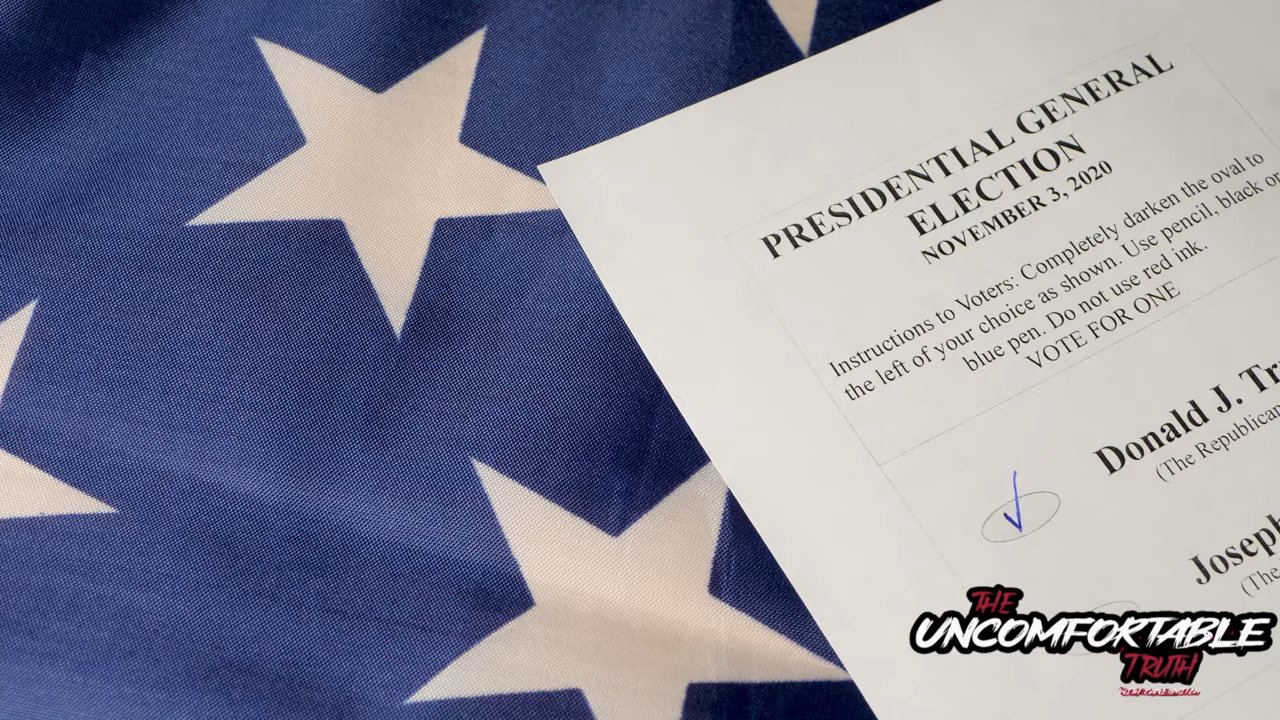 PRESIDENTIAL GENERAL
ELECTION
NOVEMBER 3, 2020
Instructions to Voters: Completely darken the oval to
the left of your choice as shown. Use pencil, black or
blue pen. Do not use red ink.
VOTE FOR ONE
Donald J.
(The Republican
Joseph
(The
THE
UNCOMFORTABLE
TRUTH